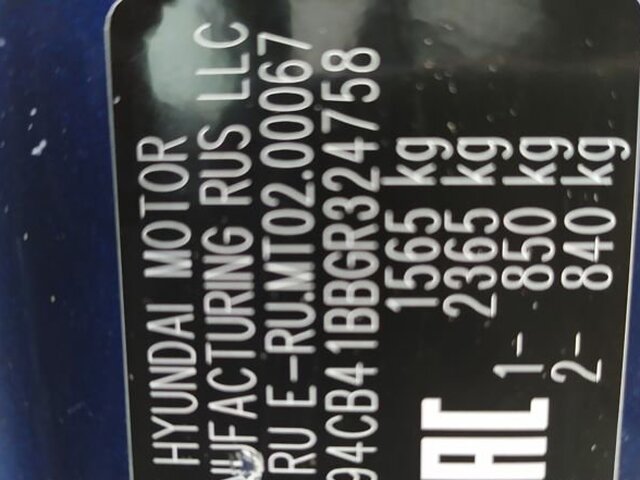 HYUNDAI MOTOR
NUFACTURING RUS LLC
RU E-RU.MT02.00067
94CB41BBGR324758
1565 kg
2365 kg
1- 850 kg
2- 840 kg
EAC